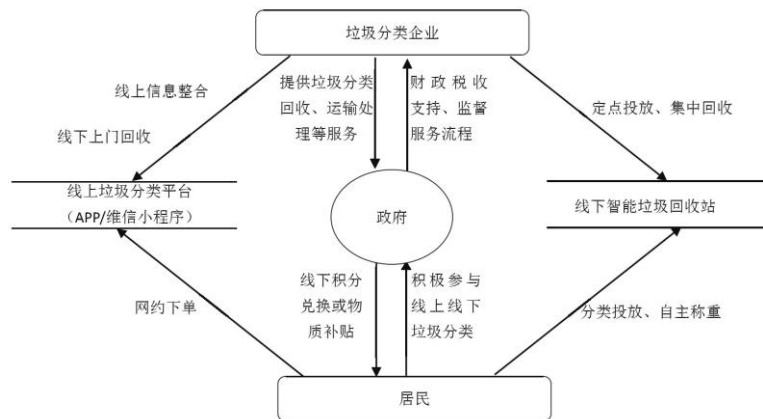 垃圾分类企业
线上信息整合
线下上门回收
提供垃圾分类
回收、运输处
理等服务
财政税收
支持、监督
服务流程
定点投放、集中回收
线上垃圾分类平台
（APP/维信小程序）
政府
线下智能垃圾回收站
网约下单
线下积分
兑换或物
质补贴
积极参与
线上线下
垃圾分类
分类投放、自主称重
居民